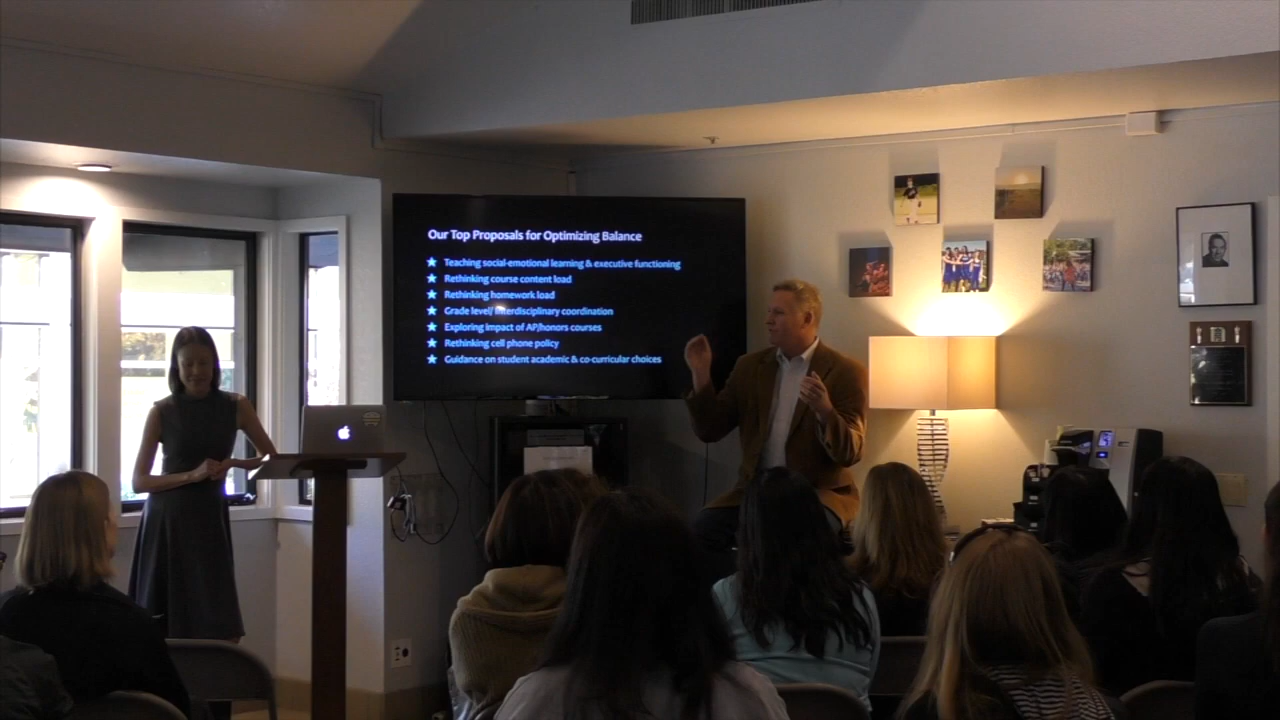 Our Top Proposals for Optimizing Balance
★ Teaching social-emotional learning & executive functioning
★ Rethinking course content load
★ Rethinking homework load
★ Grade level/ interdisciplinary coordination
★ Exploring impact of AP/honors courses
★ Rethinking cell phone policy
★ Guidance on student academic & co-curricular choices